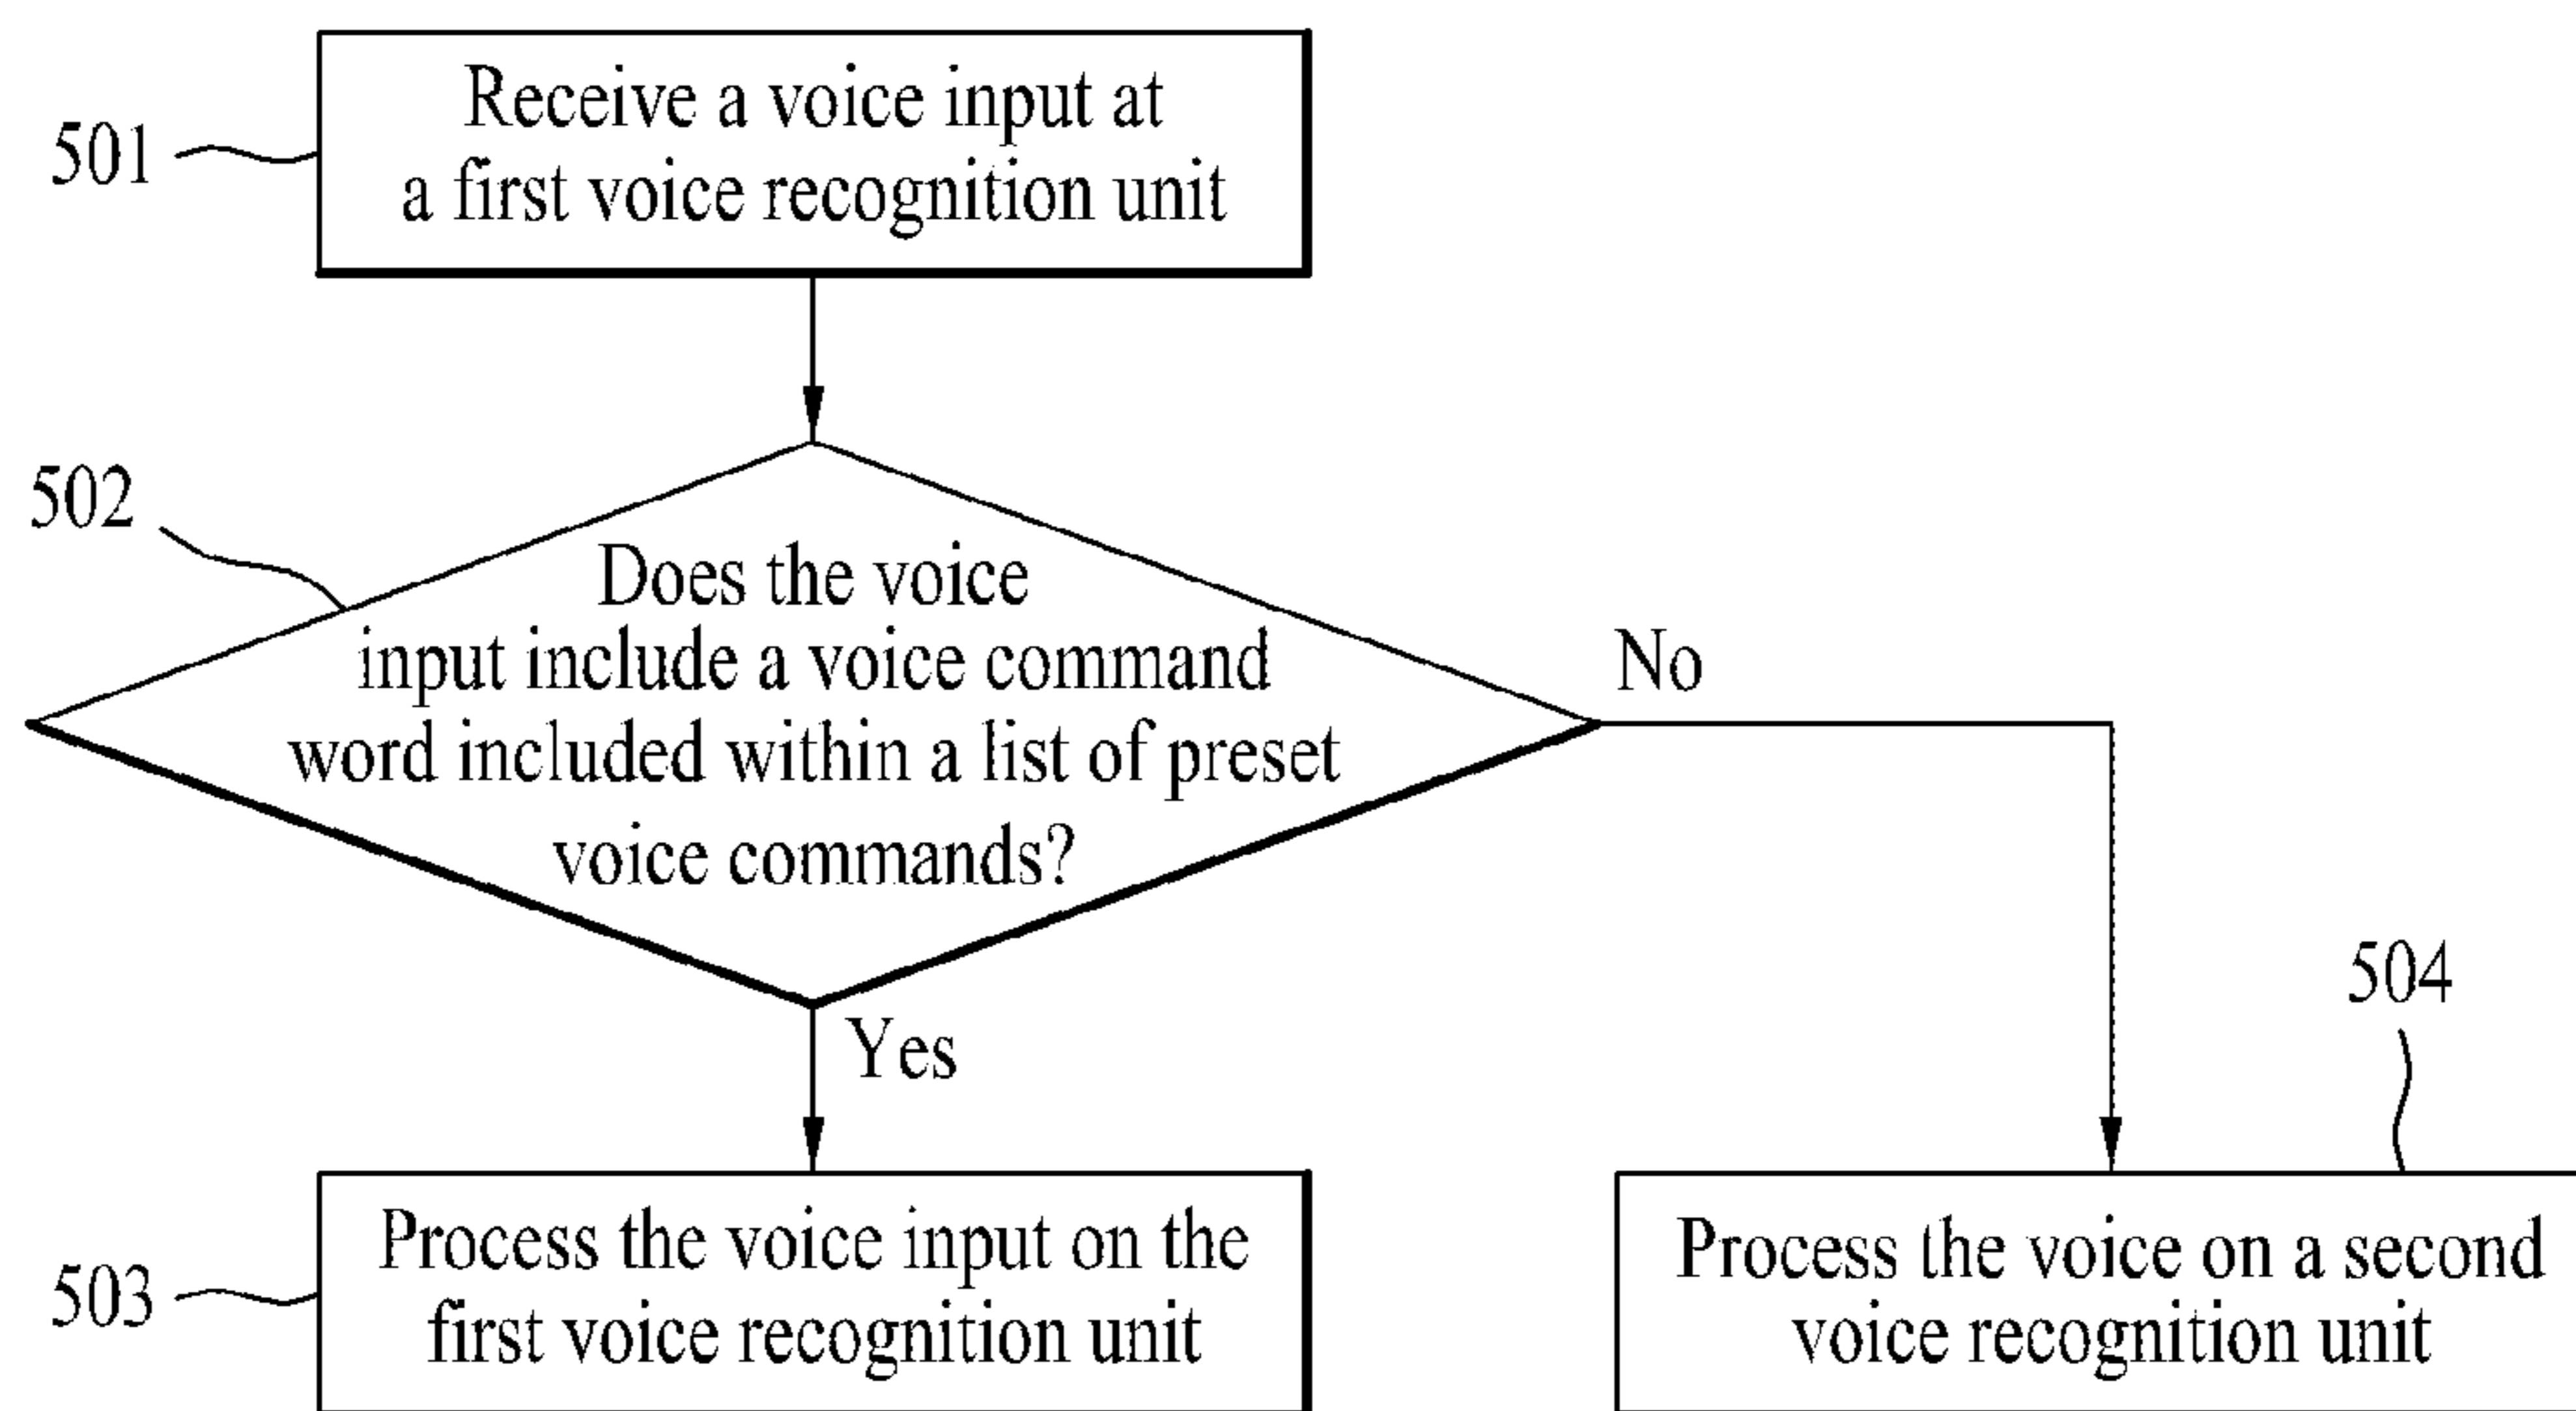 501
Receive a voice input at
a first voice recognition unit
502
Does the voice
input include a voice command
word included within a list of preset
voice commands?
No
Yes
503
Process the voice input on the
first voice recognition unit
504
Process the voice on a second
voice recognition unit